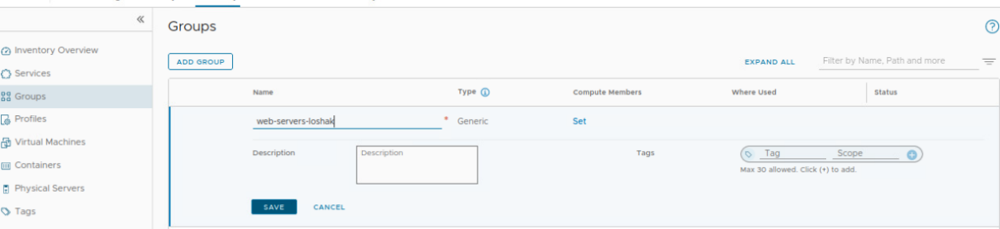 Groups
Inventory Overview
Services
Groups
Profiles
Virtual Machines
Containers
Physical Servers
Tags
ADD GROUP
EXPAND ALL
Filter by Name, Path and more
Name Type Compute Members Where Used Status
web-servers-loshak * Generic Set
Description Description Tags Tag Scope
Max 30 allowed. Click (+) to add.
SAVE CANCEL